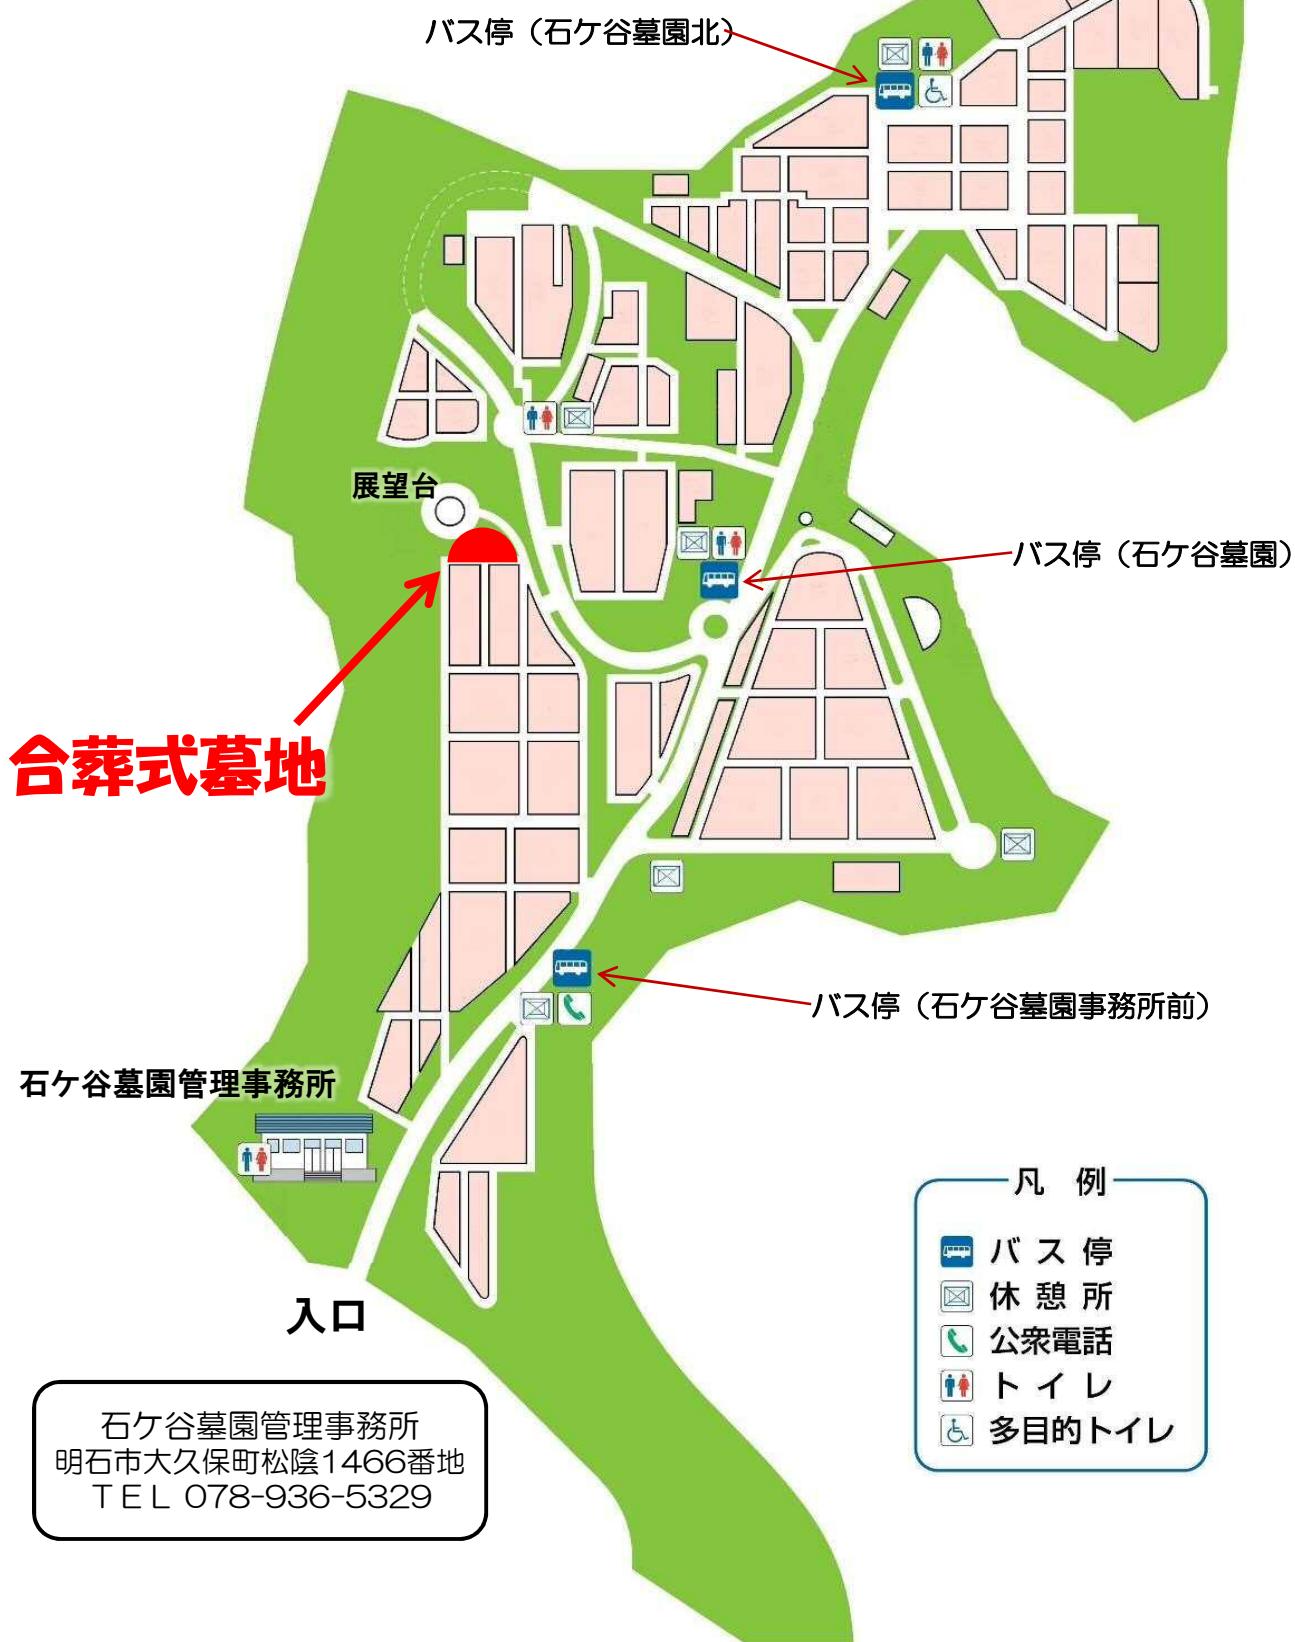 バス停（石ケ谷墓園北）
展望台
バス停（石ケ谷墓園）
合葬式墓地
バス停（石ケ谷墓園事務所前）
石ケ谷墓園管理事務所
入口
凡 例
バス停
休憩所
公衆電話
トイレ
多目的トイレ
石ケ谷墓園管理事務所
明石市大久保町松陰1466番地
ＴＥＬ 078-936-5329